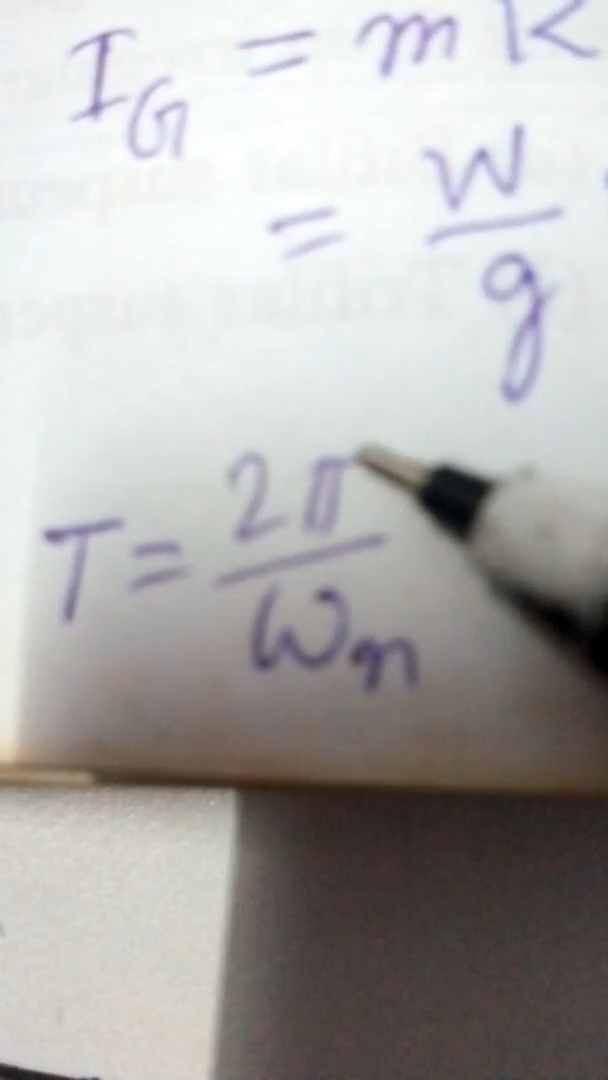 I_G = m K
= W/g
T = 2π/ω_n